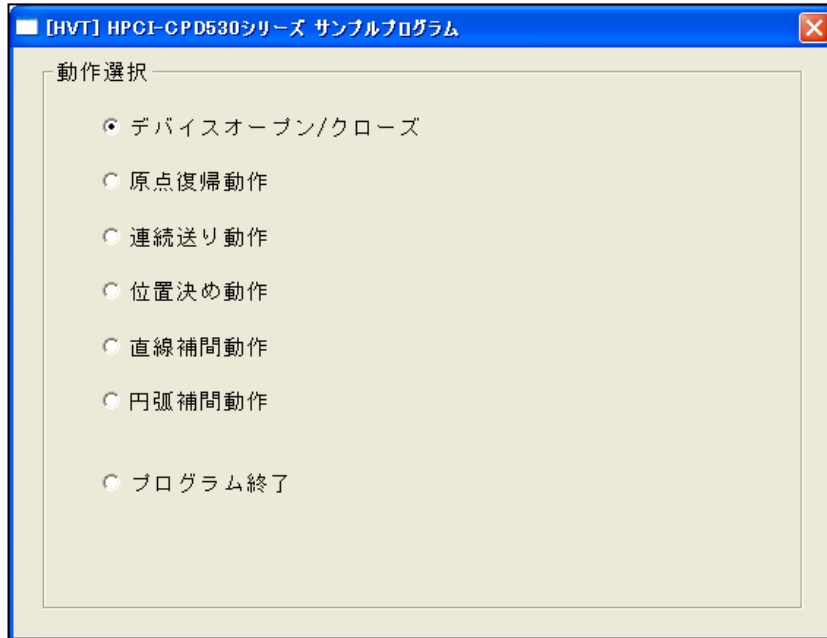 [HVT] HPCI-CPD530シリーズ サンプルプログラム
動作選択
デバイスオープン/クローズ
原点復帰動作
連続送り動作
位置決め動作
直線補間動作
円弧補間動作
プログラム終了